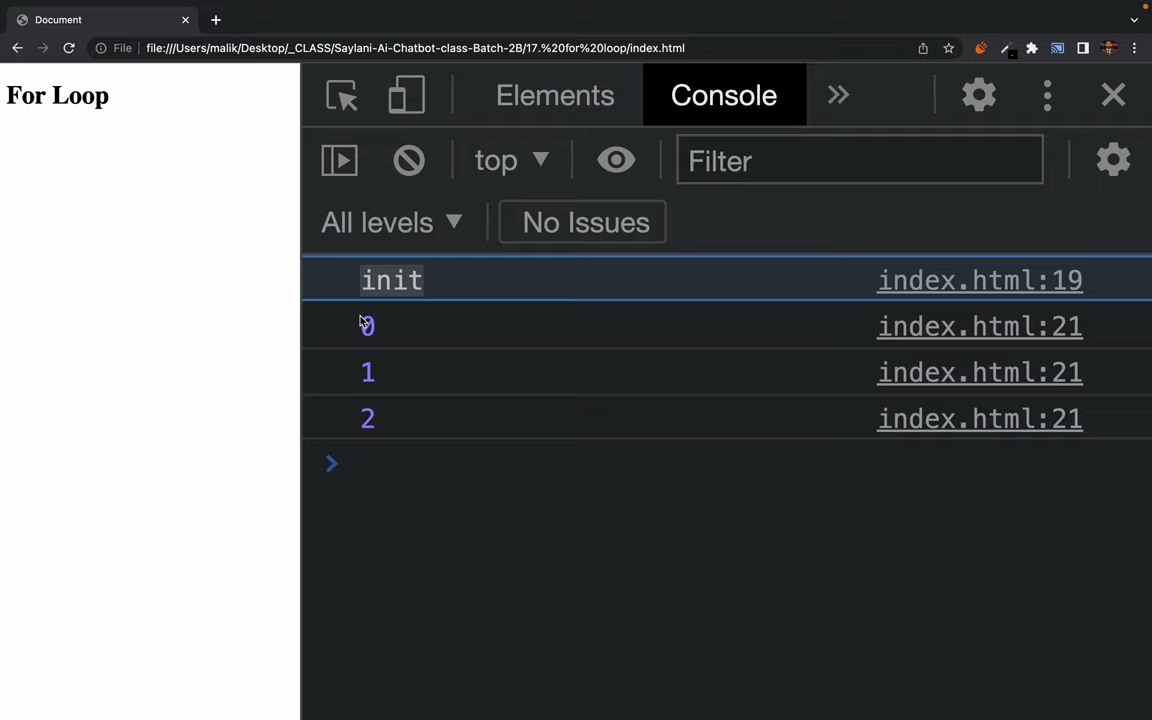 Document
File file:///Users/malik/Desktop/_CLASS/Saylani-Ai-Chatbot-class-Batch-2B/17.%20for%20loop/index.html
For Loop
Elements Console
top Filter
All levels No Issues
init index.html:19
0 index.html:21
1 index.html:21
2 index.html:21